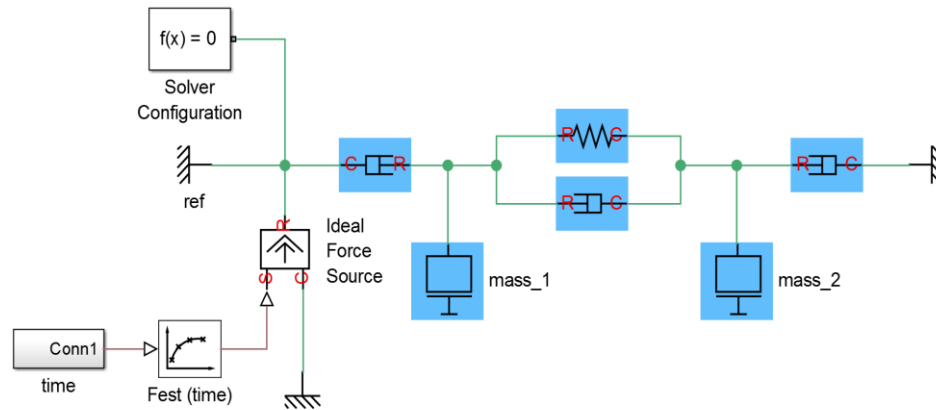 f(x) = 0
Solver
Configuration
R
C
C
R
R
C
C
ref
R
C
R
Ideal
Force
Source
S
C
mass_1
mass_2
Conn1
time
Fest (time)